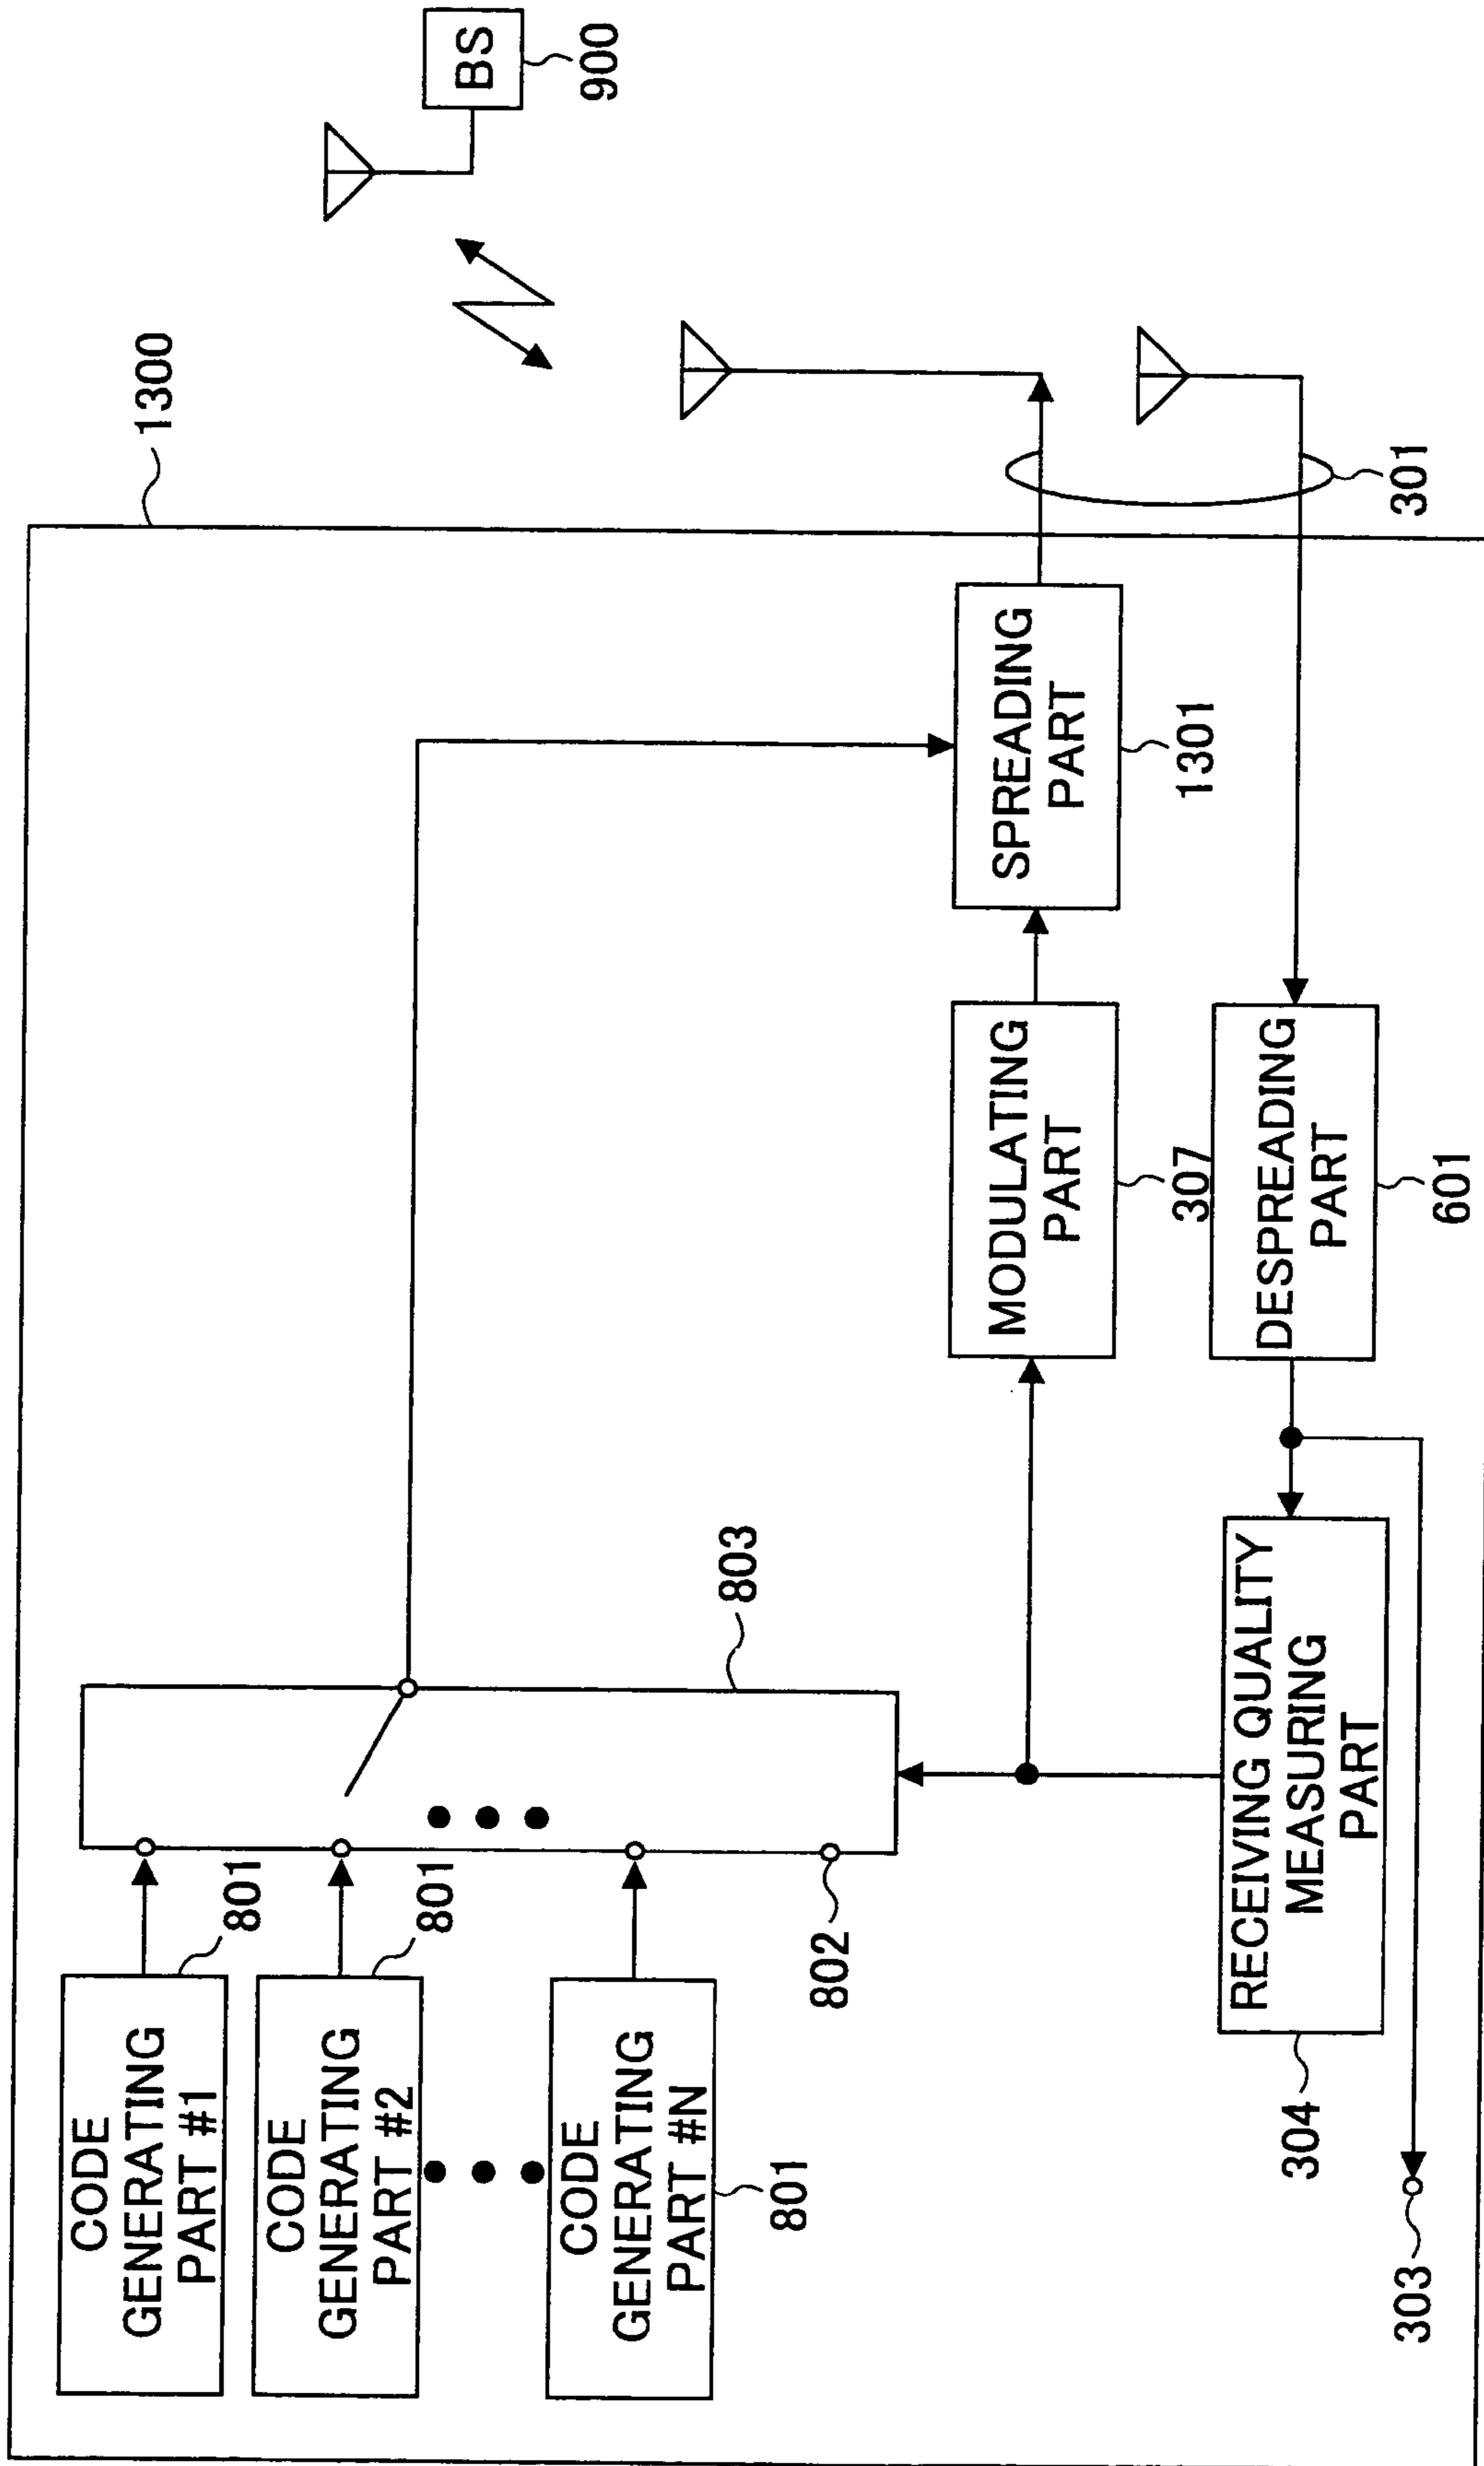 CODE
GENERATING
PART #1
801
CODE
GENERATING
PART #2
801
CODE
GENERATING
PART #N
801
802
803
1300
BS
900
SPREADING
PART
1301
301
MODULATING
PART
307
DESPREADING
PART
601
RECEIVING QUALITY
MEASURING
PART
304
303